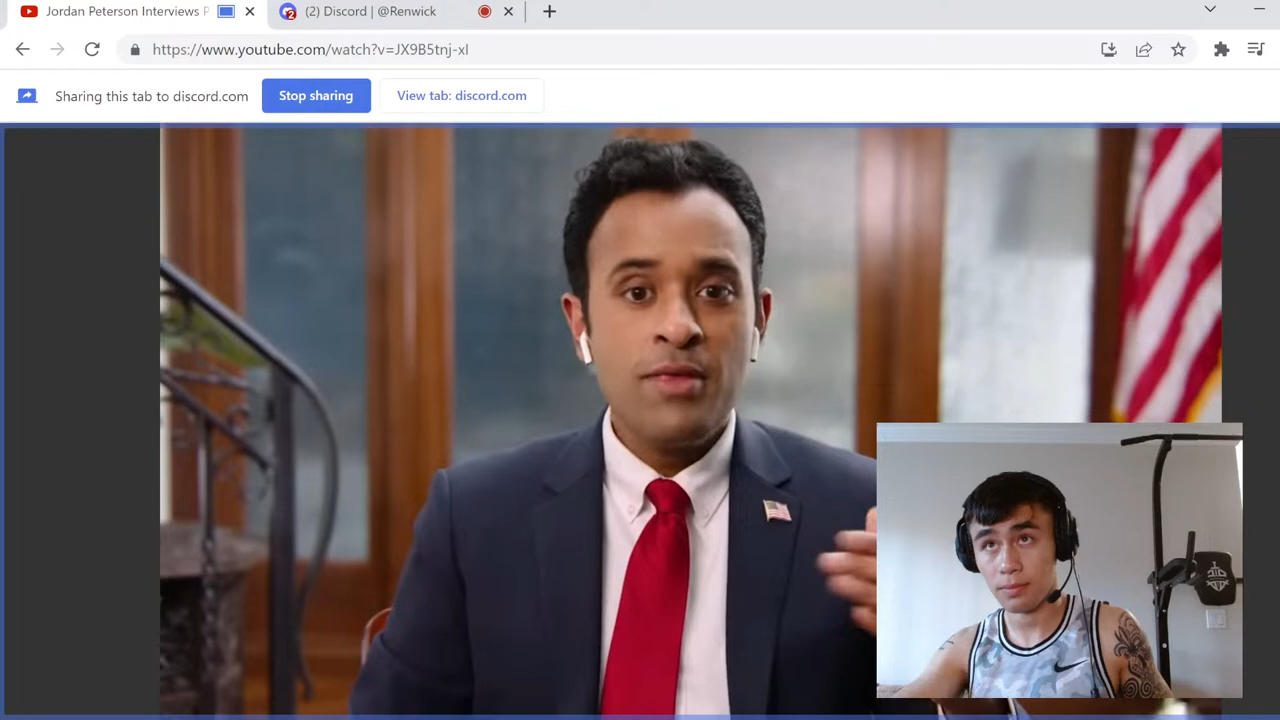 Jordan Peterson Interviews P
(2) Discord | @Renwick
https://www.youtube.com/watch?v=JX9B5tnj-xI
Sharing this tab to discord.com
Stop sharing
View tab: discord.com